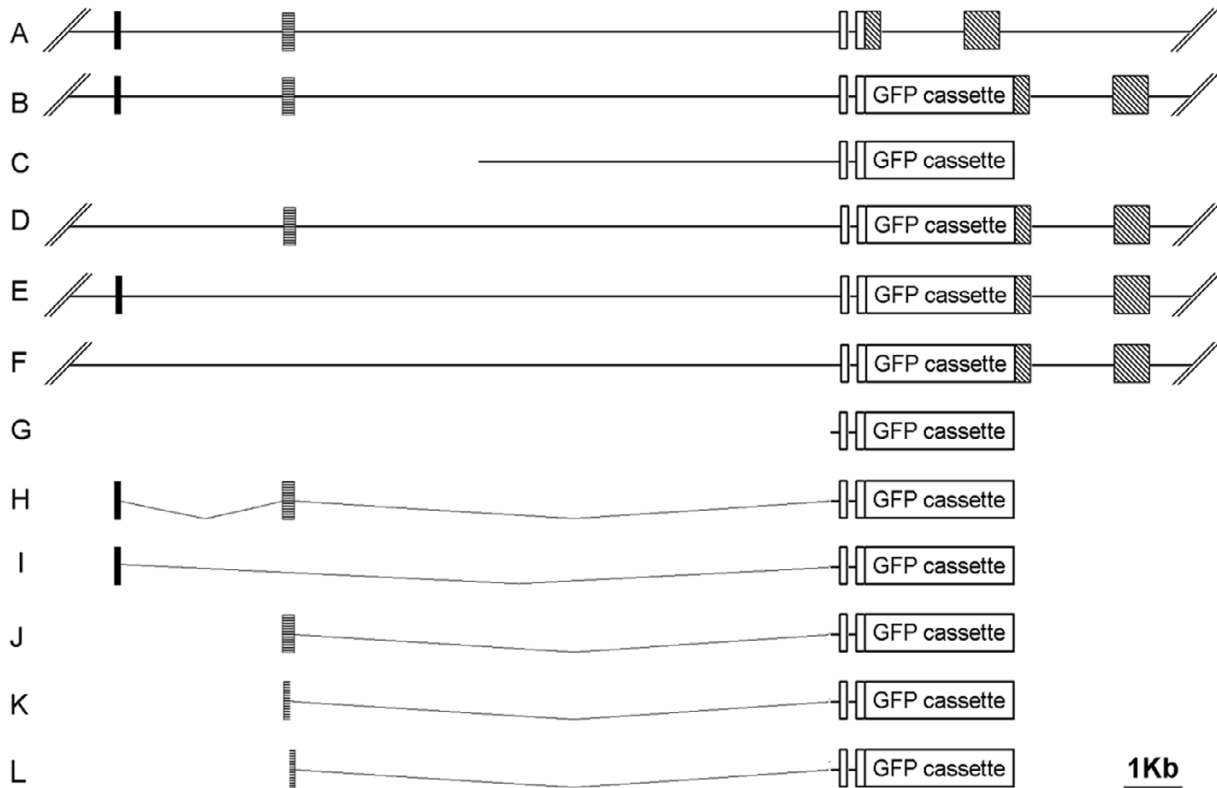 A
B GFP cassette
C GFP cassette
D GFP cassette
E GFP cassette
F GFP cassette
G GFP cassette
H GFP cassette
I GFP cassette
J GFP cassette
K GFP cassette
L GFP cassette
1Kb